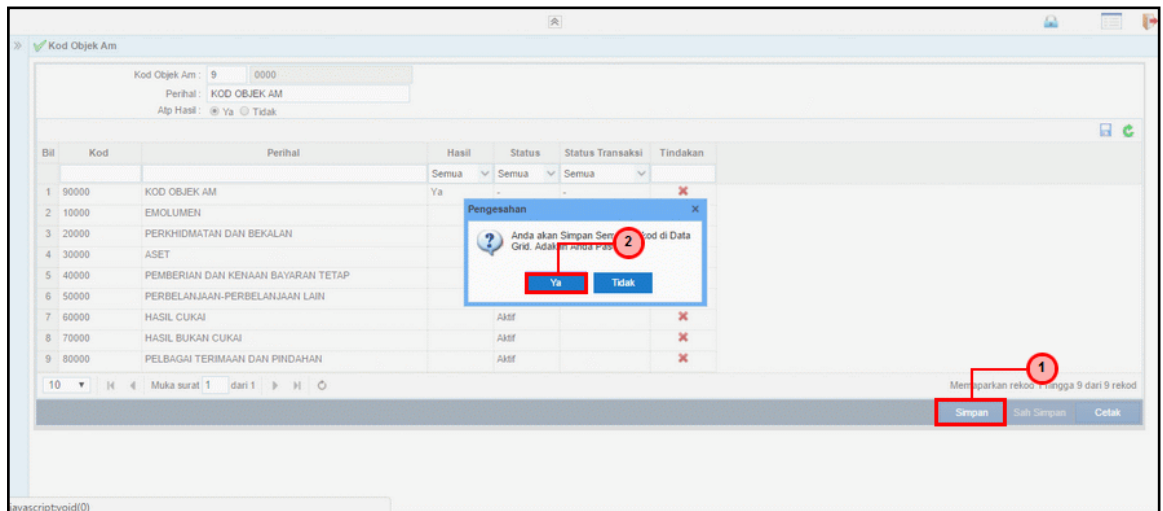 Kod Objek Am
Kod Objek Am : 9 0000
Perihal : KOD OBJEK AM
Alp Hasil : Ya Tidak
Bil Kod Perihal Hasil Status Status Transaksi Tindakan
Semua Semua Semua
1 90000 KOD OBJEK AM Ya - -
2 10000 EMOLUMEN
3 20000 PERKHIDMATAN DAN BEKALAN
4 30000 ASET
5 40000 PEMBERIAN DAN KENAAN BAYARAN TETAP
6 50000 PERBELANJAAN-PERBELANJAAN LAIN
7 60000 HASIL CUKAI Aktif
8 70000 HASIL BUKAN CUKAI Aktif
9 80000 PELBAGAI TERIMAAN DAN PINDAHAN Aktif
Pengesahan
Anda akan Simpan di Data
Grid. Anda
2
Ya Tidak
10 Muka surat 1 dari 1
1
Memaparkan rekod hingga 9 dari 9 rekod
Simpan Sah Simpan Cetak
javascript:void(0)